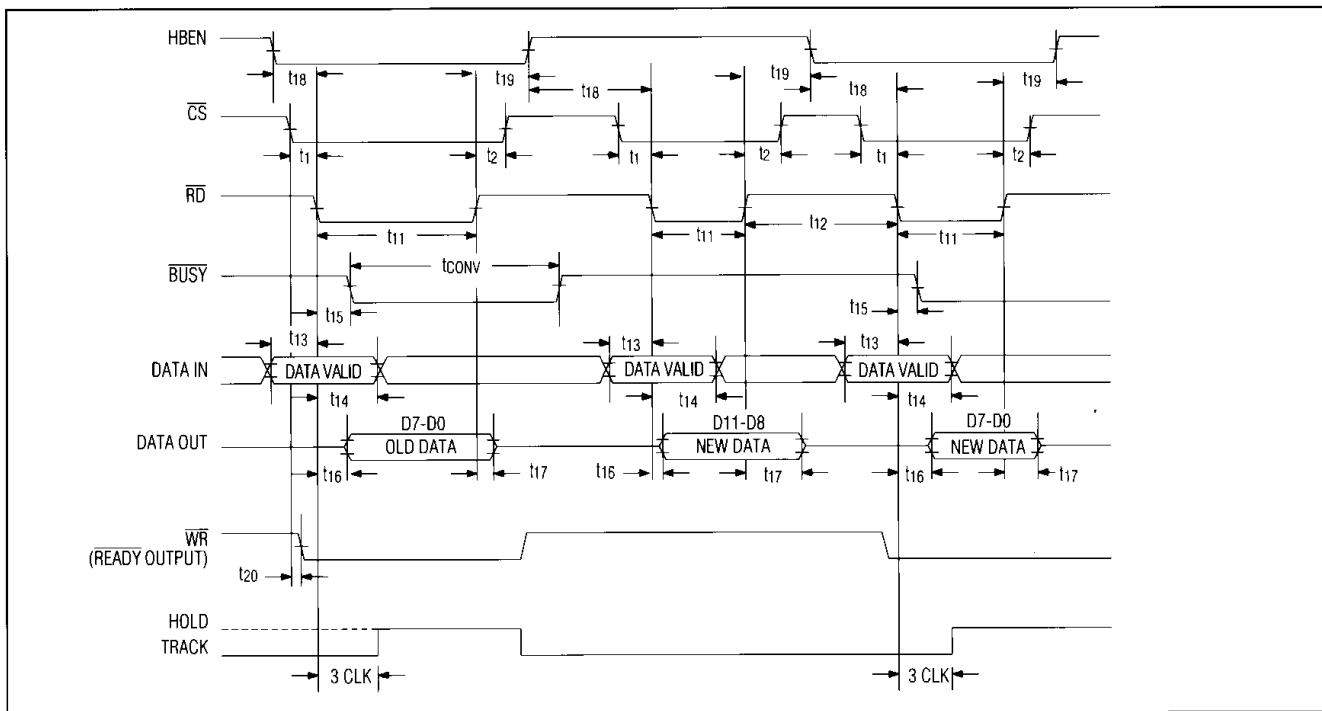 HBEN
t18 t19 t18 t19 t18 t19
CS
t1 t2 t1 t2 t1 t2
RD
t11 t11 t12 t11
BUSY
tCONV
t15 t15
t13 t13 t13
DATA IN DATA VALID DATA VALID DATA VALID
t14 t14 t14
D7-D0 D11-D8 D7-D0
DATA OUT OLD DATA NEW DATA NEW DATA
t16 t17 t16 t17 t16 t17
WR
(READY OUTPUT)
t20
HOLD
TRACK
3 CLK 3 CLK